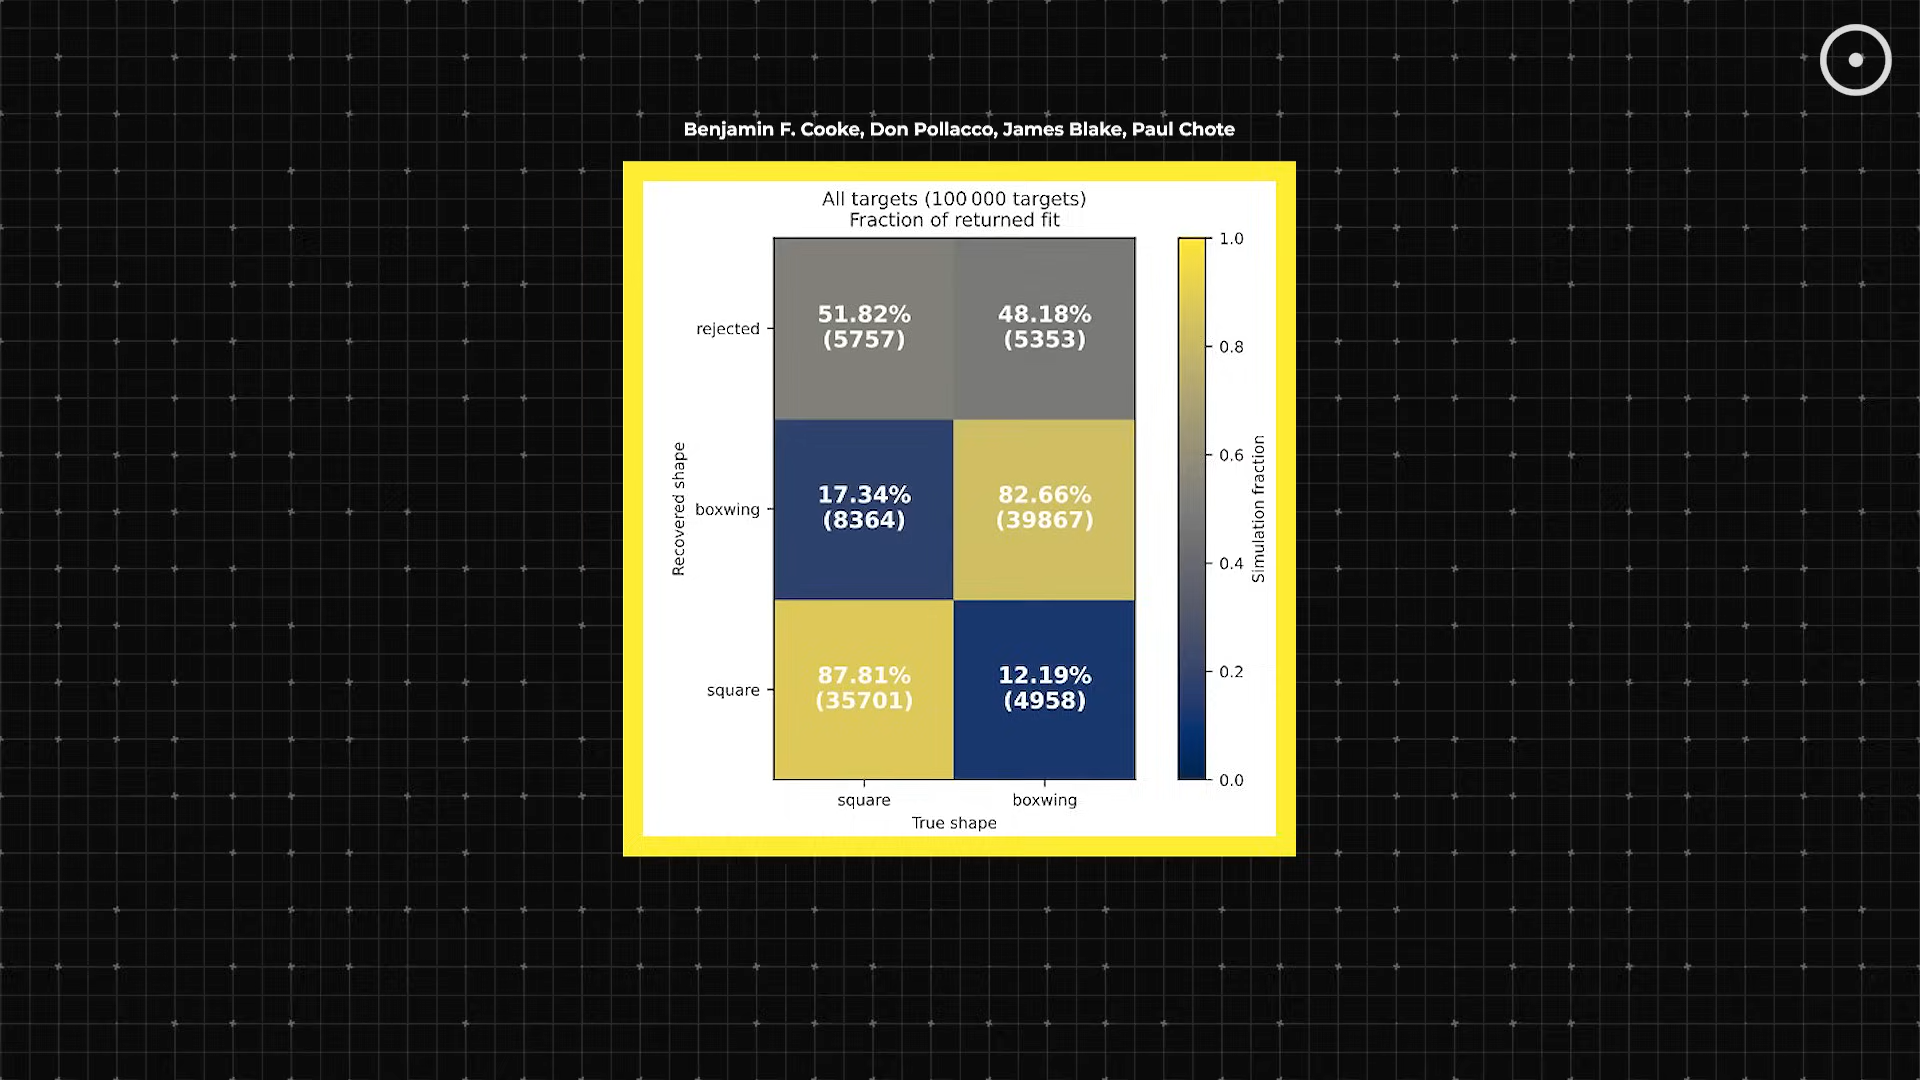 Benjamin F. Cooke, Don Pollacco, James Blake, Paul Chote
All targets (100 000 targets)
Fraction of returned fit
1.0
0.8
0.6
0.4
0.2
0.0
Simulation fraction
Recovered shape
rejected
51.82%
(5757)
48.18%
(5353)
boxwing
17.34%
(8364)
82.66%
(39867)
square
87.81%
(35701)
12.19%
(4958)
square
boxwing
True shape